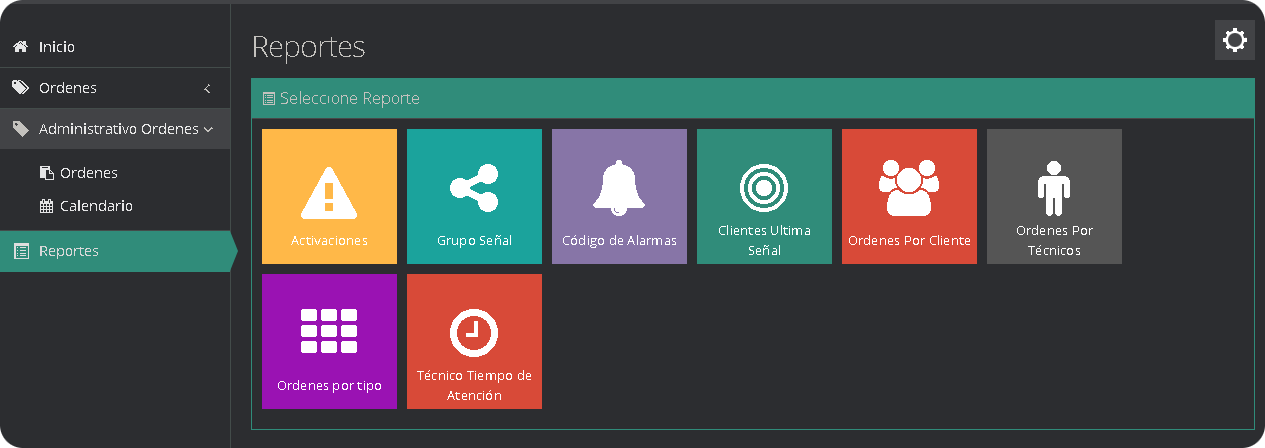 Inicio
Ordenes
Administrativo Ordenes
Ordenes
Calendario
Reportes
Reportes
Seleccione Reporte
Activaciones
Grupo Señal
Código de Alarmas
Clientes Ultima
Señal
Ordenes Por Cliente
Ordenes Por
Técnicos
Ordenes por tipo
Técnico Tiempo de
Atención